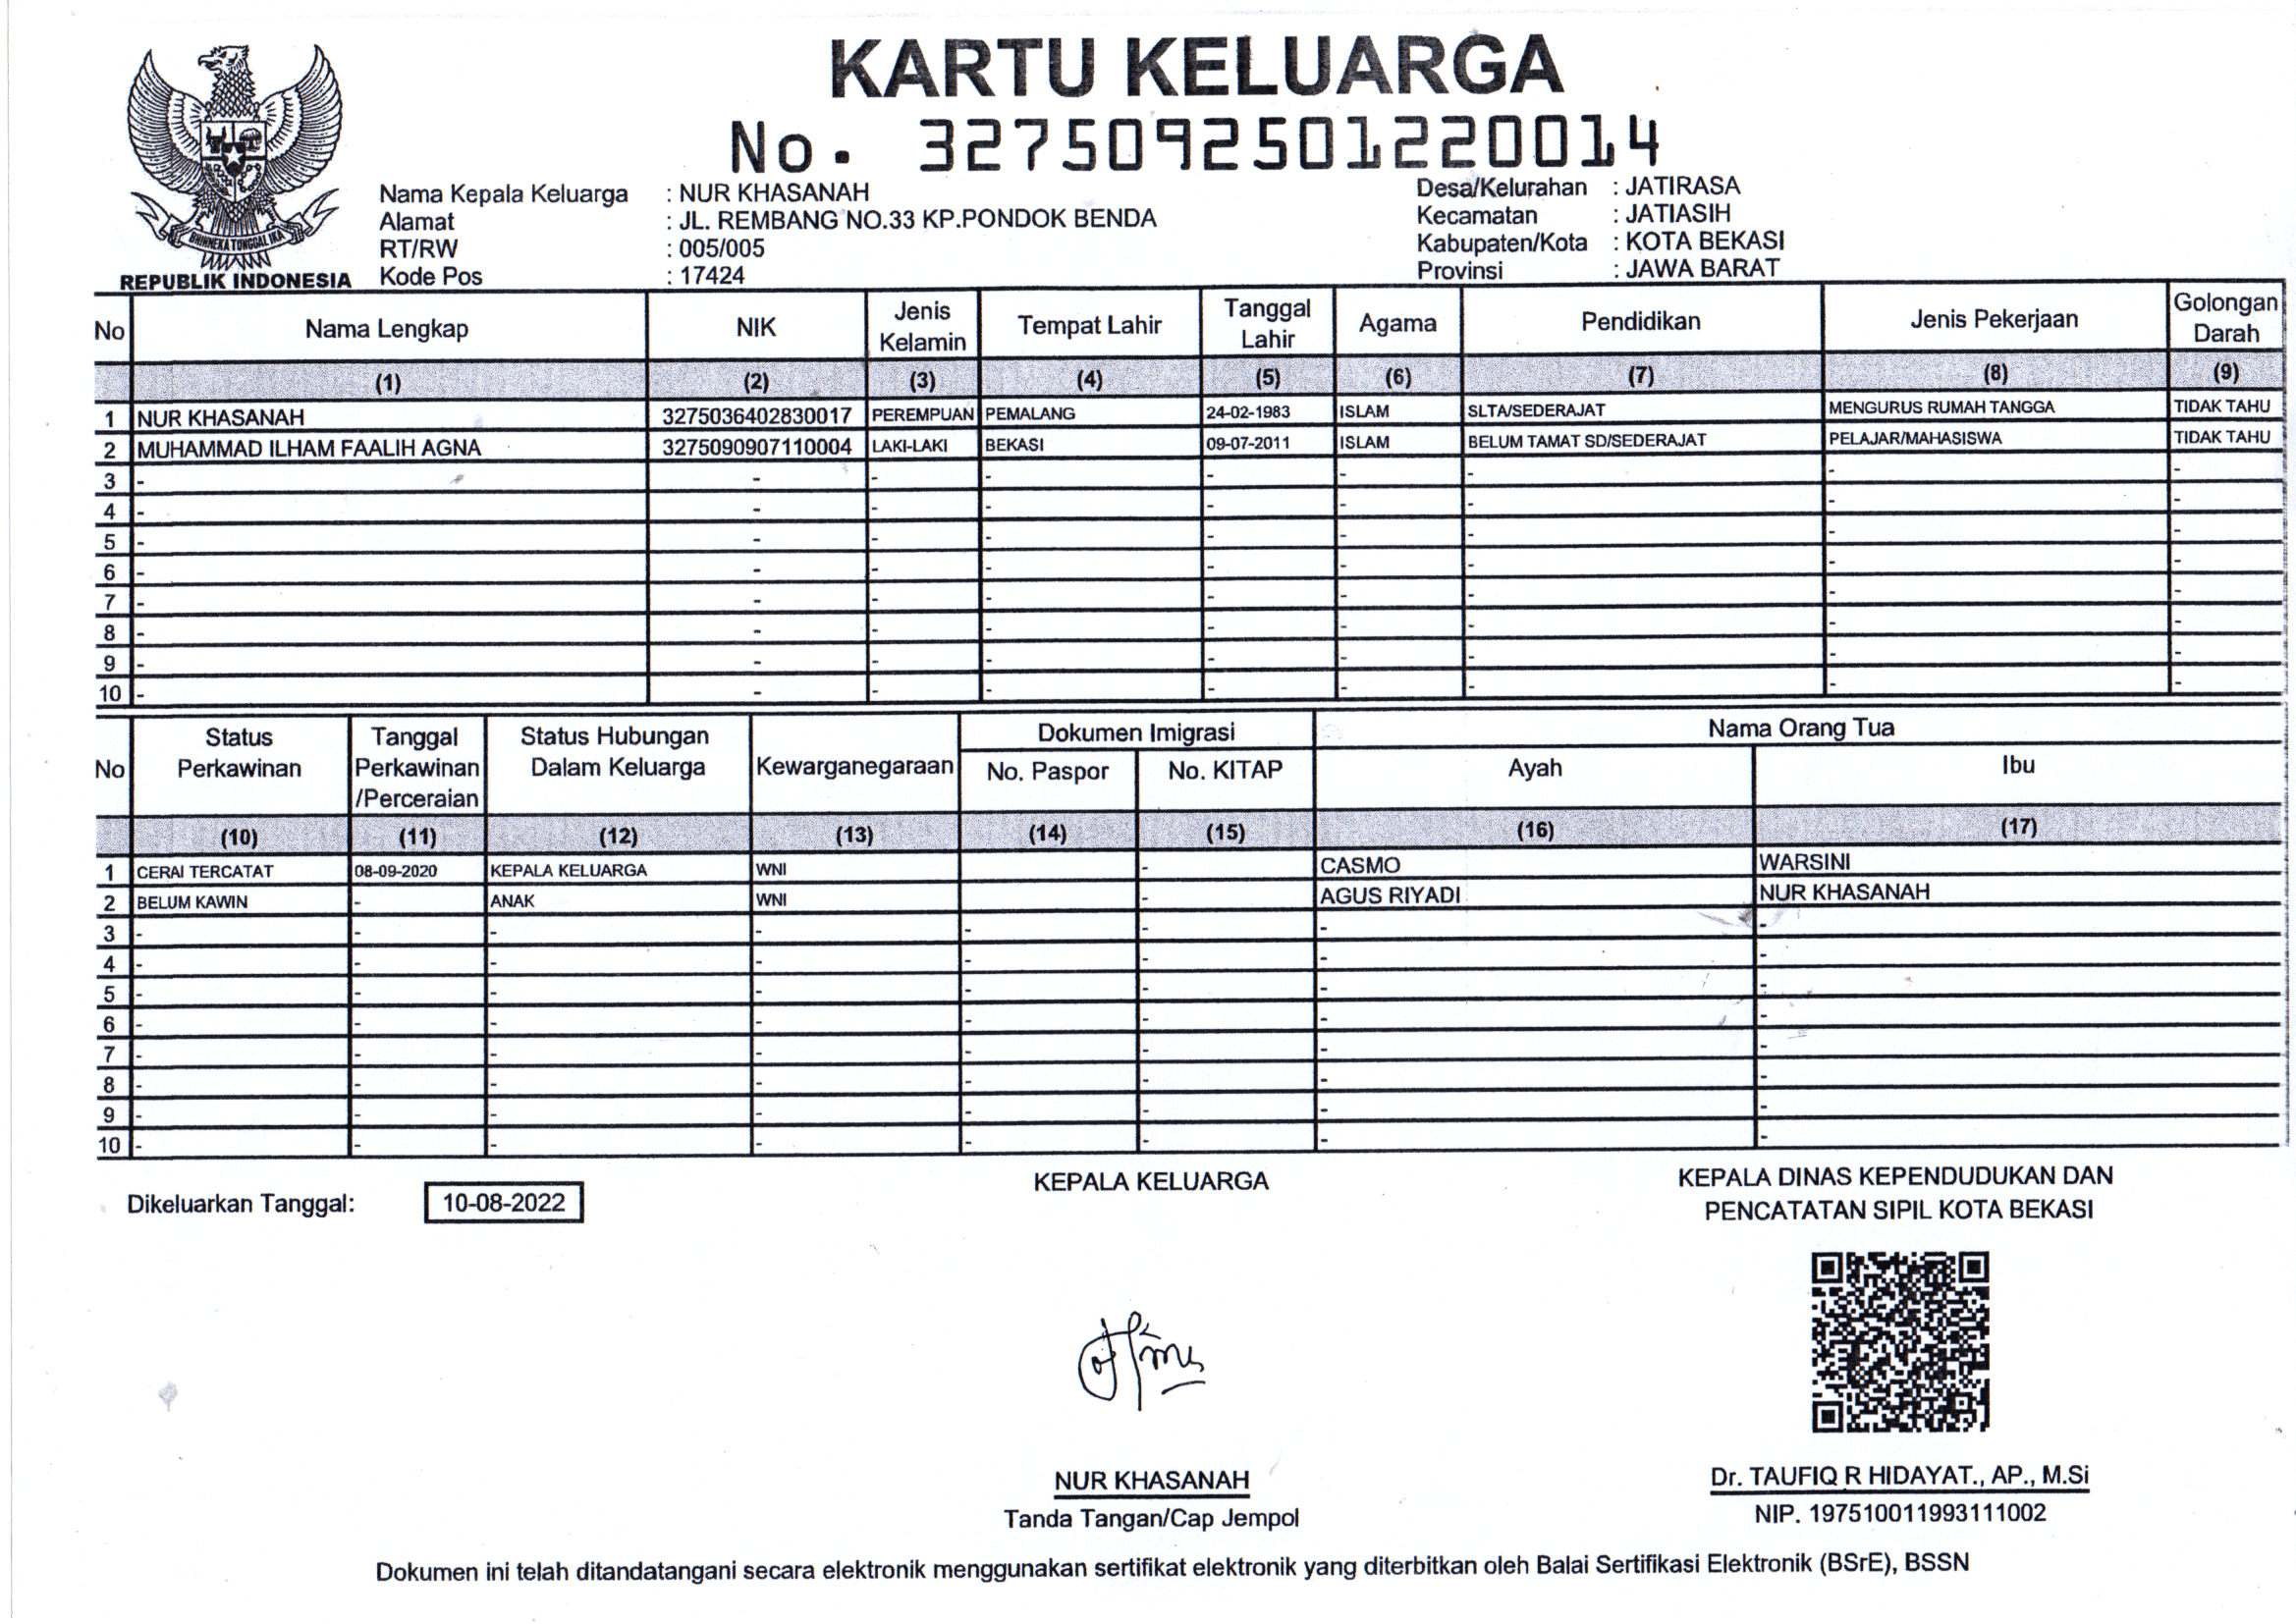 KARTU KELUARGA
No. 3275092501220014
BHINNEKA TUNGGAL IKA
REPUBLIK INDONESIA
Nama Kepala Keluarga : NUR KHASANAH
Alamat : JL. REMBANG NO.33 KP.PONDOK BENDA
RT/RW : 005/005
Kode Pos : 17424
Desa/Kelurahan : JATIRASA
Kecamatan : JATIASIH
Kabupaten/Kota : KOTA BEKASI
Provinsi : JAWA BARAT
No Nama Lengkap NIK Jenis Kelamin Tempat Lahir Tanggal Lahir Agama Pendidikan Jenis Pekerjaan Golongan Darah
(1) (2) (3) (4) (5) (6) (7) (8) (9)
1 NUR KHASANAH 3275036402830017 PEREMPUAN PEMALANG 24-02-1983 ISLAM SLTA/SEDERAJAT MENGURUS RUMAH TANGGA TIDAK TAHU
2 MUHAMMAD ILHAM FAALIH AGNA 3275090907110004 LAKI-LAKI BEKASI 09-07-2011 ISLAM BELUM TAMAT SD/SEDERAJAT PELAJAR/MAHASISWA TIDAK TAHU
3 - - - - - - - - -
4 - - - - - - - - -
5 - - - - - - - - -
6 - - - - - - - - -
7 - - - - - - - - -
8 - - - - - - - - -
9 - - - - - - - - -
10 - - - - - - - - -
No Status Perkawinan Tanggal Perkawinan /Perceraian Status Hubungan Dalam Keluarga Kewarganegaraan Dokumen Imigrasi Nama Orang Tua
No. Paspor No. KITAP Ayah Ibu
(10) (11) (12) (13) (14) (15) (16) (17)
1 CERAI TERCATAT 08-09-2020 KEPALA KELUARGA WNI - CASMO WARSINI
2 BELUM KAWIN - ANAK WNI - AGUS RIYADI NUR KHASANAH
3 - - - - - - - -
4 - - - - - - - -
5 - - - - - - - -
6 - - - - - - - -
7 - - - - - - - -
8 - - - - - - - -
9 - - - - - - - -
10 - - - - - - - -
Dikeluarkan Tanggal: 10-08-2022
KEPALA KELUARGA
NUR KHASANAH
Tanda Tangan/Cap Jempol
KEPALA DINAS KEPENDUDUKAN DAN
PENCATATAN SIPIL KOTA BEKASI
Dr. TAUFIQ R HIDAYAT., AP., M.Si
NIP. 197510011993111002
Dokumen ini telah ditandatangani secara elektronik menggunakan sertifikat elektronik yang diterbitkan oleh Balai Sertifikasi Elektronik (BSrE), BSSN